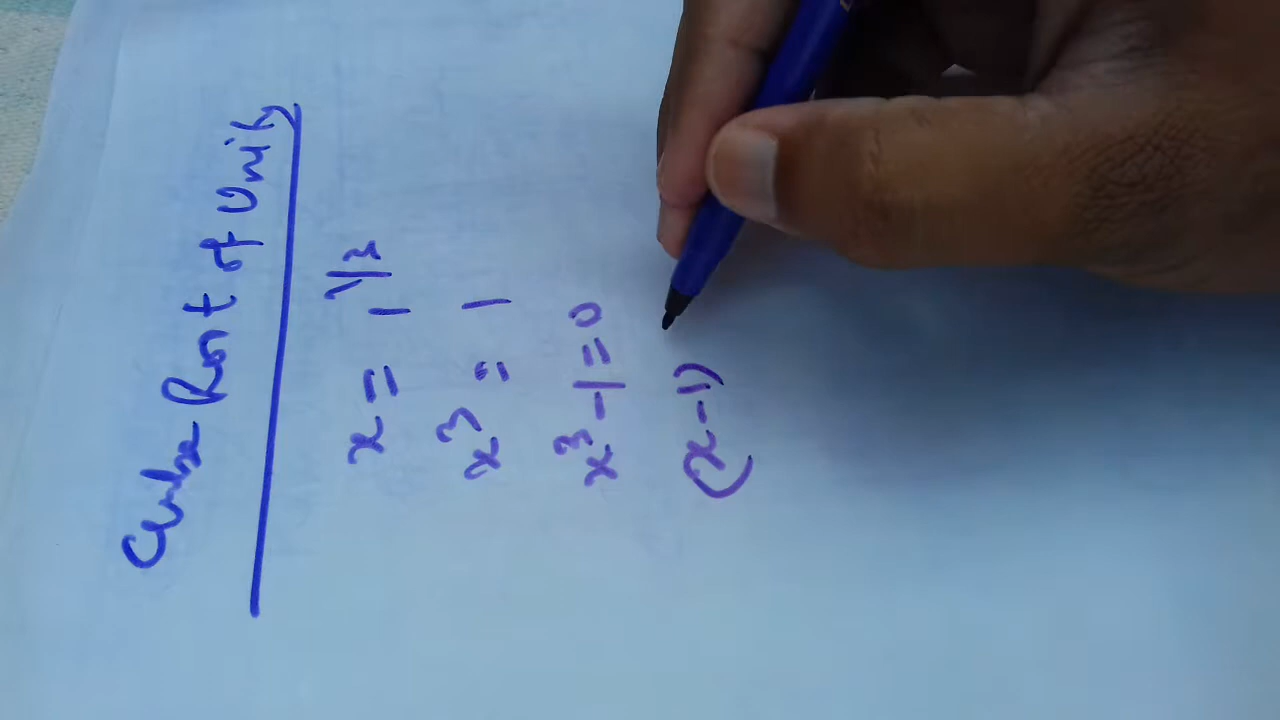 Cube Root of Unity
x = 1^1/3
x³ = 1
x³ - 1 = 0
(x-1)